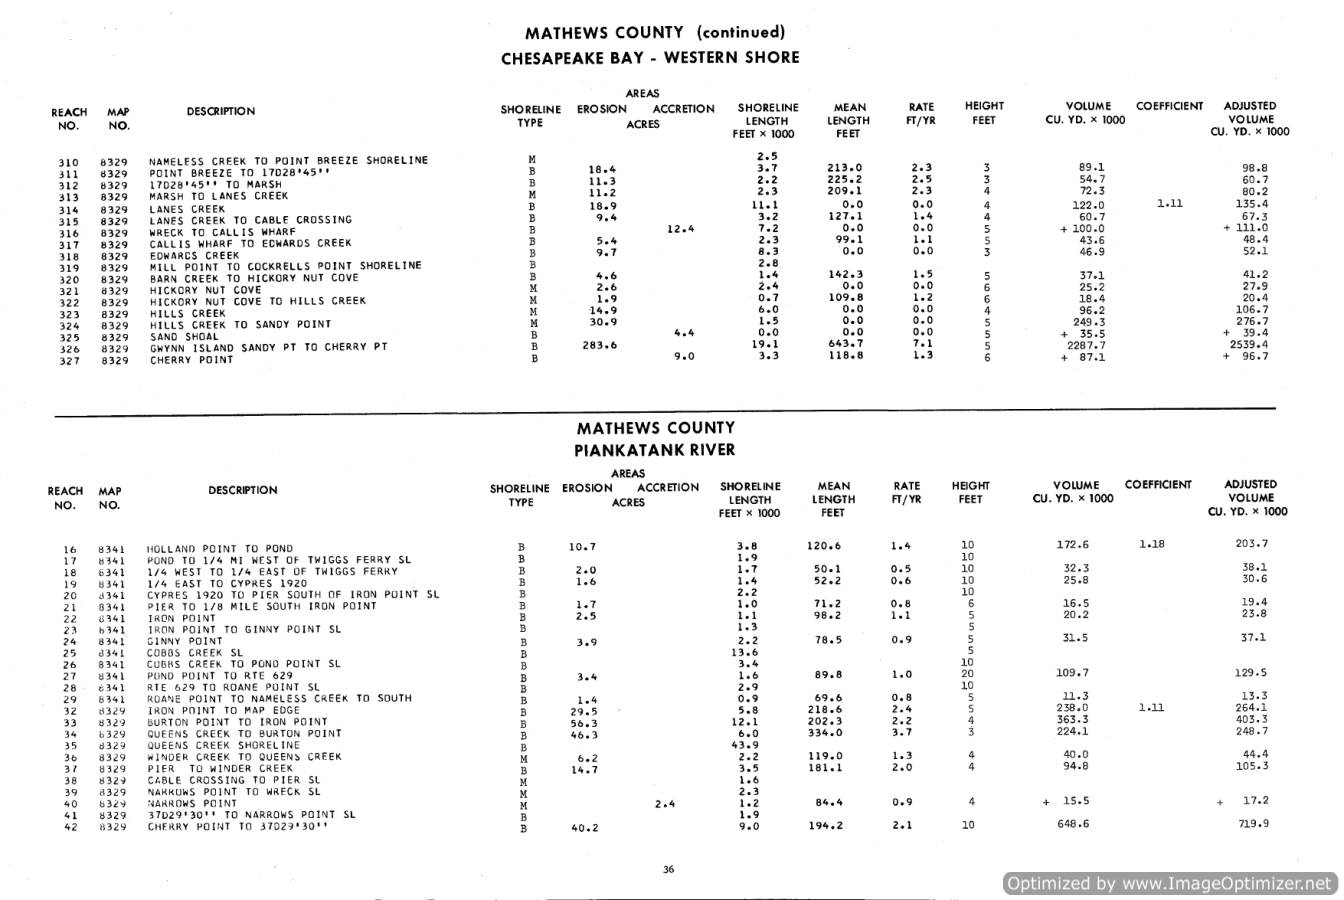 MATHEWS COUNTY (continued)
CHESAPEAKE BAY - WESTERN SHORE
AREAS
REACH MAP DESCRIPTION SHORELINE EROSION ACCRETION SHORELINE MEAN RATE HEIGHT VOLUME COEFFICIENT ADJUSTED
NO. NO. TYPE ACRES LENGTH LENGTH FT/YR FEET CU. YD. × 1000 VOLUME
FEET × 1000 FEET CU. YD. × 1000
310 8329 NAMELESS CREEK TO POINT BREEZE SHORELINE M 2.5
311 8329 POINT BREEZE TO 17D28'45'' B 18.4 3.7 213.0 2.3 3 89.1 98.8
312 8329 17D28'45'' TO MARSH B 11.3 2.2 225.2 2.5 3 54.7 60.7
313 8329 MARSH TO LANES CREEK M 11.2 2.3 209.1 2.3 4 72.3 80.2
314 8329 LANES CREEK B 18.9 11.1 0.0 0.0 4 122.0 1.11 135.4
315 8329 LANES CREEK TO CABLE CROSSING B 9.4 3.2 127.1 1.4 4 60.7 67.3
316 8329 WRECK TO CALLIS WHARF B 12.4 7.2 0.0 0.0 5 + 100.0 + 111.0
317 8329 CALLIS WHARF TO EDWARDS CREEK B 5.4 2.3 99.1 1.1 5 43.6 48.4
318 8329 EDWARDS CREEK B 9.7 8.3 0.0 0.0 3 46.9 52.1
319 8329 MILL POINT TO COCKRELLS POINT SHORELINE B 2.8
320 8329 BARN CREEK TO HICKORY NUT COVE B 4.6 1.4 142.3 1.5 5 37.1 41.2
321 8329 HICKORY NUT COVE M 2.6 2.4 0.0 0.0 6 25.2 27.9
322 8329 HICKORY NUT COVE TO HILLS CREEK M 1.9 0.7 109.8 1.2 6 18.4 20.4
323 8329 HILLS CREEK M 14.9 6.0 0.0 0.0 4 96.2 106.7
324 8329 HILLS CREEK TO SANDY POINT M 30.9 1.5 0.0 0.0 5 249.3 276.7
325 8329 SAND SHOAL B 4.4 0.0 0.0 0.0 5 + 35.5 + 39.4
326 8329 GWYNN ISLAND SANDY PT TO CHERRY PT B 283.6 19.1 643.7 7.1 5 2287.7 2539.4
327 8329 CHERRY POINT B 9.0 3.3 118.8 1.3 6 + 87.1 + 96.7
MATHEWS COUNTY
PIANKATANK RIVER
AREAS
REACH MAP DESCRIPTION SHORELINE EROSION ACCRETION SHORELINE MEAN RATE HEIGHT VOLUME COEFFICIENT ADJUSTED
NO. NO. TYPE ACRES LENGTH LENGTH FT/YR FEET CU. YD. × 1000 VOLUME
FEET × 1000 FEET CU. YD. × 1000
16 8341 HOLLAND POINT TO POND B 10.7 3.8 120.6 1.4 10 172.6 1.18 203.7
17 8341 POND TO 1/4 MI WEST OF TWIGGS FERRY SL B 1.9 10
18 8341 1/4 WEST TO 1/4 EAST OF TWIGGS FERRY B 2.0 1.7 50.1 0.5 10 32.3 38.1
19 8341 1/4 EAST TO CYPRES 1920 B 1.6 1.4 52.2 0.6 10 25.8 30.6
20 8341 CYPRES 1920 TO PIER SOUTH OF IRON POINT SL B 2.2 10
21 8341 PIER TO 1/8 MILE SOUTH IRON POINT B 1.7 1.0 71.2 0.8 6 16.5 19.4
22 8341 IRON POINT B 2.5 1.1 98.2 1.1 5 20.2 23.8
23 8341 IRON POINT TO GINNY POINT SL B 1.3 5
24 8341 GINNY POINT B 3.9 2.2 78.5 0.9 5 31.5 37.1
25 8341 COBBS CREEK SL B 13.6 5
26 8341 COBBS CREEK TO POND POINT SL B 3.4 10
27 8341 POND POINT TO RTE 629 B 3.4 1.6 89.8 1.0 20 109.7 129.5
28 8341 RTE 629 TO ROANE POINT SL B 2.9 10
29 8341 ROANE POINT TO NAMELESS CREEK TO SOUTH B 1.4 0.9 69.6 0.8 5 11.3 13.3
32 8329 IRON POINT TO MAP EDGE B 29.5 5.8 218.6 2.4 5 238.0 1.11 264.1
33 8329 BURTON POINT TO IRON POINT B 56.3 12.1 202.3 2.2 4 363.3 403.3
34 8329 QUEENS CREEK TO BURTON POINT B 46.3 6.0 334.0 3.7 3 224.1 248.7
35 8329 QUEENS CREEK SHORELINE B 43.9
36 8329 WINDER CREEK TO QUEENS CREEK M 6.2 2.2 119.0 1.3 4 40.0 44.4
37 8329 PIER TO WINDER CREEK B 14.7 3.5 181.1 2.0 4 94.8 105.3
38 8329 CABLE CROSSING TO PIER SL M 1.6
39 8329 NARROWS POINT TO WRECK SL M 2.3
40 8329 NARROWS POINT M 2.4 1.2 84.4 0.9 4 + 15.5 + 17.2
41 8329 37D29'30'' TO NARROWS POINT SL B 1.9
42 8329 CHERRY POINT TO 37D29'30'' B 40.2 9.0 194.2 2.1 10 648.6 719.9
36
Optimized by www.ImageOptimizer.net